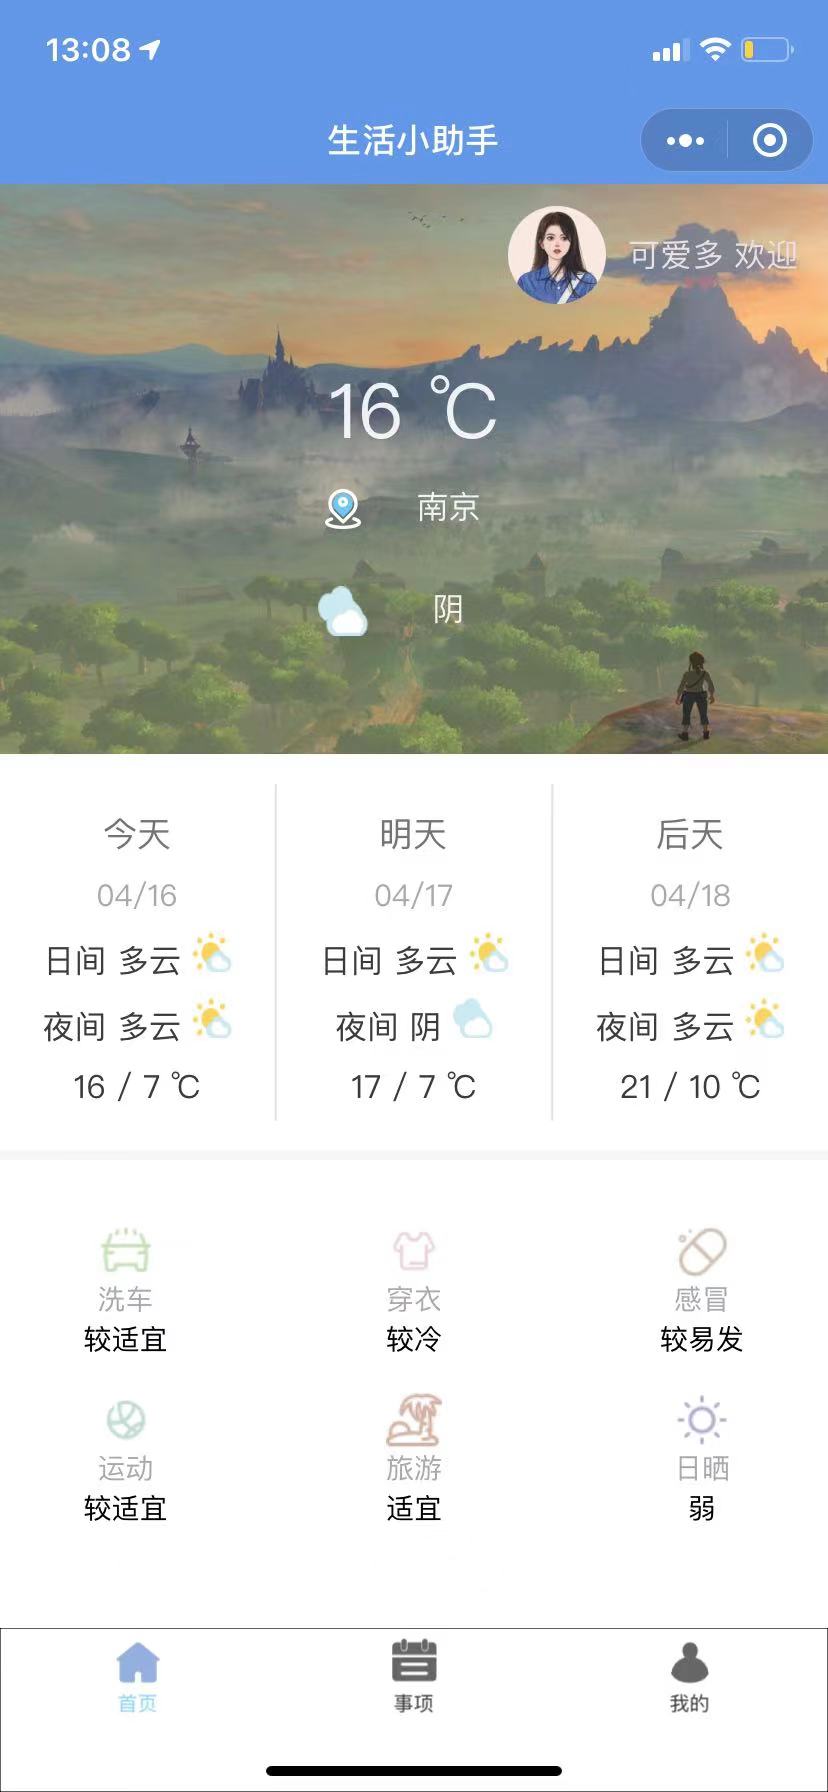 13:08
生活小助手
可爱多 欢迎
16 ℃
南京
阴
今天 明天 后天
04/16 04/17 04/18
日间 多云 日间 多云 日间 多云
夜间 多云 夜间 阴 夜间 多云
16 / 7 ℃ 17 / 7 ℃ 21 / 10 ℃
洗车 穿衣 感冒
较适宜 较冷 较易发
运动 旅游 日晒
较适宜 适宜 弱
首页 事项 我的